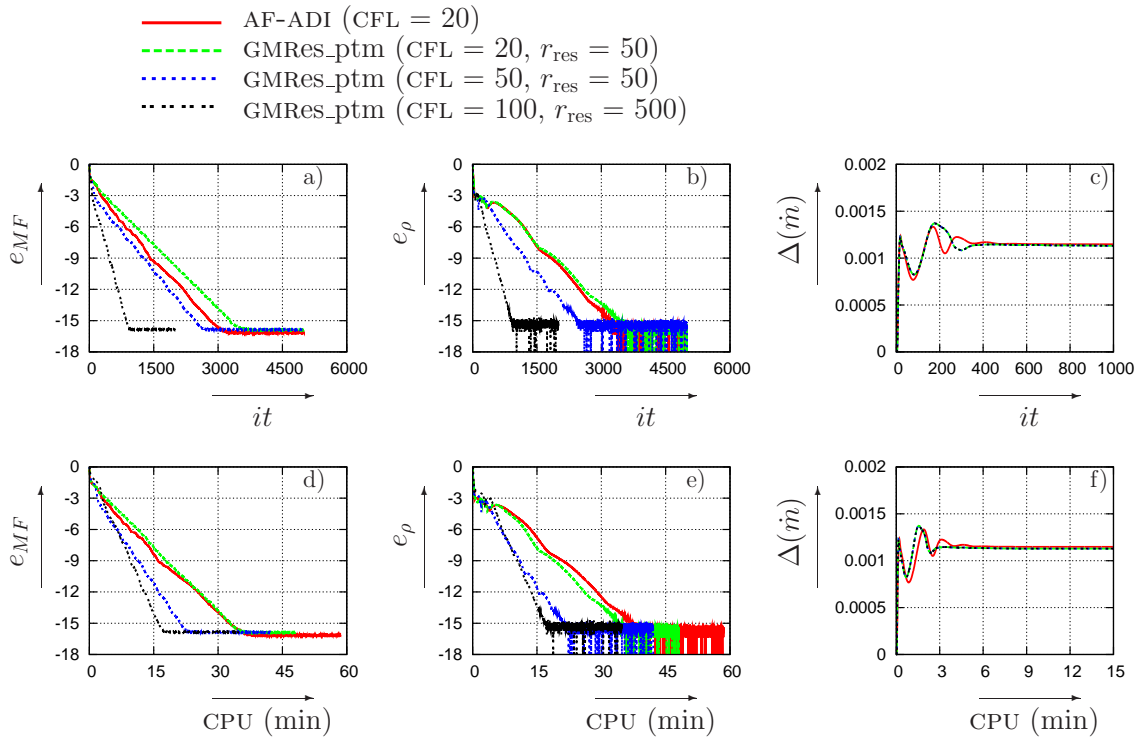 AF-ADI (CFL = 20)
GMRes_ptm (CFL = 20, r_res = 50)
GMRes_ptm (CFL = 50, r_res = 50)
GMRes_ptm (CFL = 100, r_res = 500)
a)
e_MF
0
-3
-6
-9
-12
-15
-18
0 1500 3000 4500 6000
it
b)
e_ρ
0
-3
-6
-9
-12
-15
-18
0 1500 3000 4500 6000
it
c)
Δ(ṁ)
0.002
0.0015
0.001
0.0005
0
0 200 400 600 800 1000
it
d)
e_MF
0
-3
-6
-9
-12
-15
-18
0 15 30 45 60
CPU (min)
e)
e_ρ
0
-3
-6
-9
-12
-15
-18
0 15 30 45 60
CPU (min)
f)
Δ(ṁ)
0.002
0.0015
0.001
0.0005
0
0 3 6 9 12 15
CPU (min)